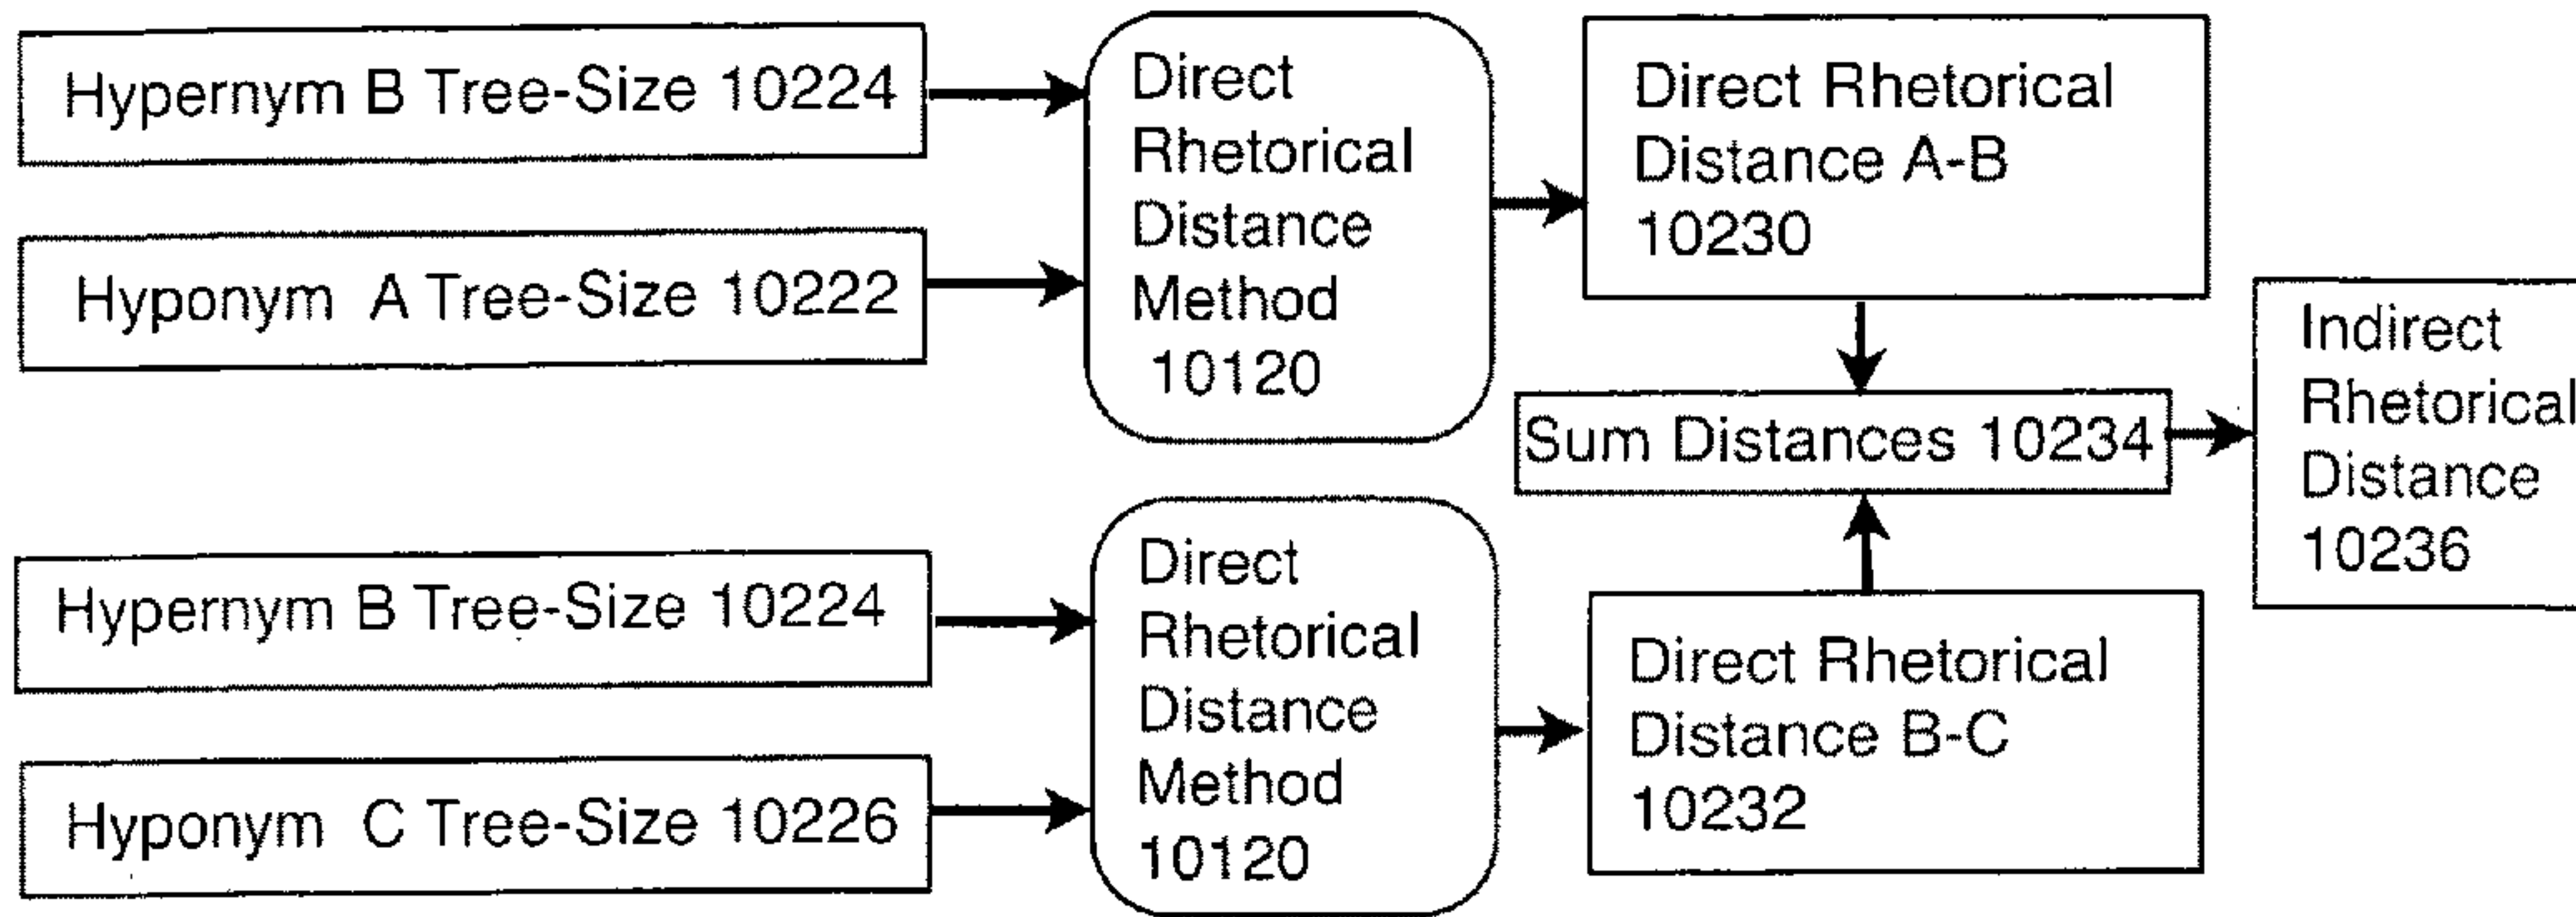 Hypernym B Tree-Size 10224
Hyponym A Tree-Size 10222
Direct
Rhetorical
Distance
Method
10120
Direct Rhetorical
Distance A-B
10230
Sum Distances 10234
Indirect
Rhetorical
Distance
10236
Hypernym B Tree-Size 10224
Hyponym C Tree-Size 10226
Direct
Rhetorical
Distance
Method
10120
Direct Rhetorical
Distance B-C
10232